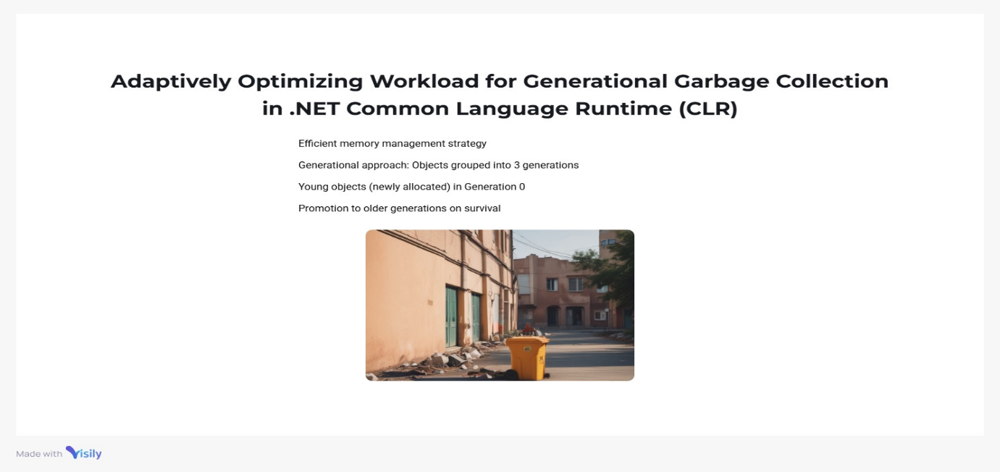 Adaptively Optimizing Workload for Generational Garbage Collection
in .NET Common Language Runtime (CLR)
Efficient memory management strategy
Generational approach: Objects grouped into 3 generations
Young objects (newly allocated) in Generation 0
Promotion to older generations on survival
Made with Visily